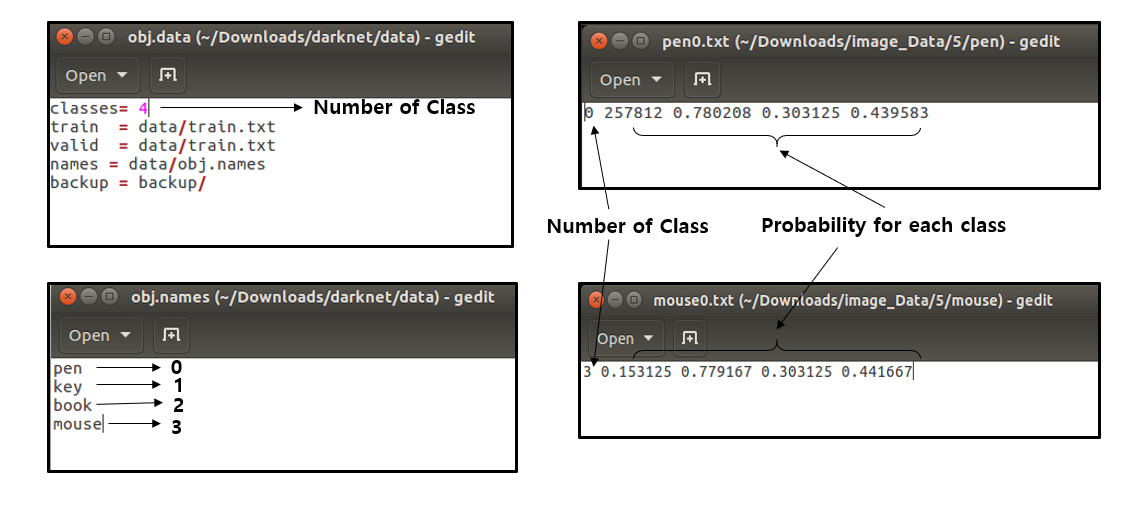 obj.data (~/Downloads/darknet/data) - gedit
Open
classes= 4
Number of Class
train = data/train.txt
valid = data/train.txt
names = data/obj.names
backup = backup/
pen0.txt (~/Downloads/image_Data/5/pen) - gedit
Open
0 257812 0.780208 0.303125 0.439583
Number of Class
Probability for each class
obj.names (~/Downloads/darknet/data) - gedit
Open
pen 0
key 1
book 2
mouse 3
mouse0.txt (~/Downloads/image_Data/5/mouse) - gedit
Open
3 0.153125 0.779167 0.303125 0.441667